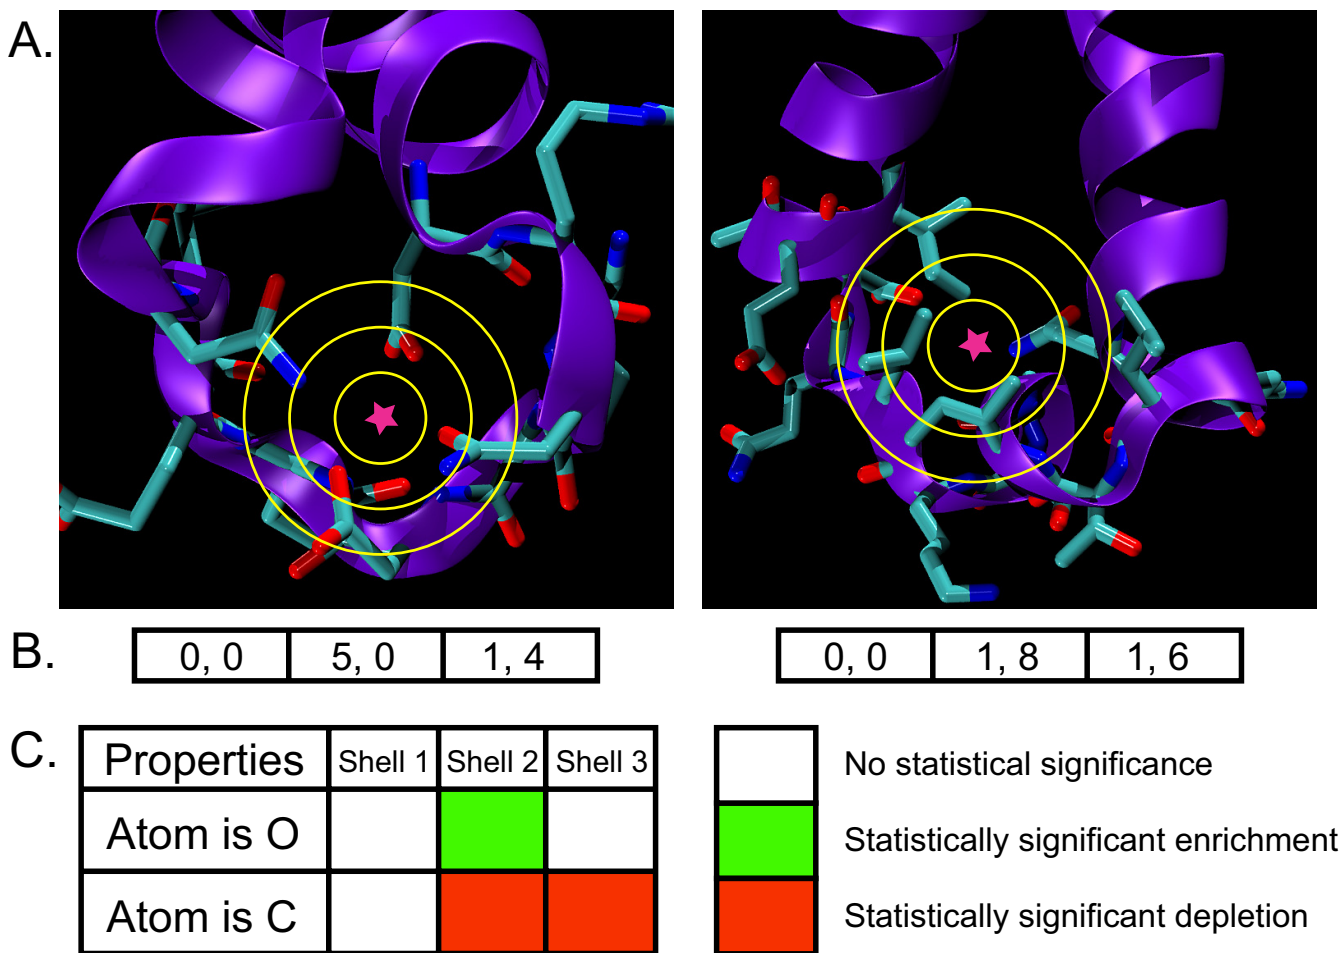 A.
B.
0, 0 5, 0 1, 4 0, 0 1, 8 1, 6
C.
Properties Shell 1 Shell 2 Shell 3
Atom is O
Atom is C
No statistical significance
Statistically significant enrichment
Statistically significant depletion